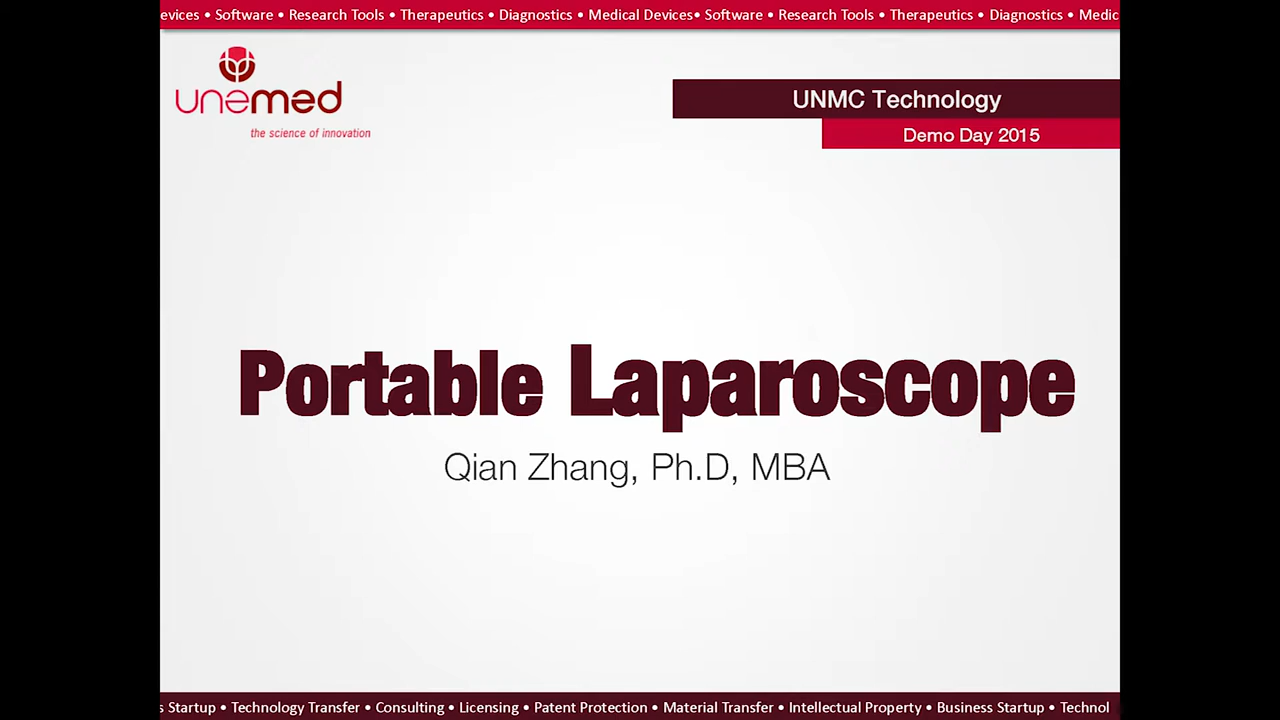 evices • Software • Research Tools • Therapeutics • Diagnostics • Medical Devices• Software • Research Tools • Therapeutics • Diagnostics • Medic
unemed
the science of innovation
UNMC Technology
Demo Day 2015
Portable Laparoscope
Qian Zhang, Ph.D, MBA
s Startup • Technology Transfer • Consulting • Licensing • Patent Protection • Material Transfer • Intellectual Property • Business Startup • Technol